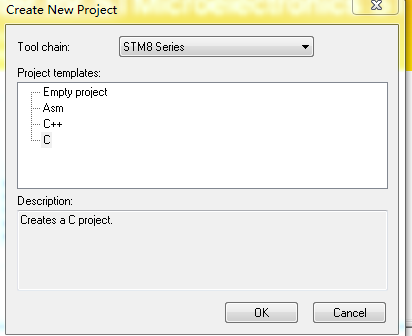 Create New Project
Tool chain: STM8 Series
Project templates:
Empty project
Asm
C++
C
Description:
Creates a C project.
OK Cancel